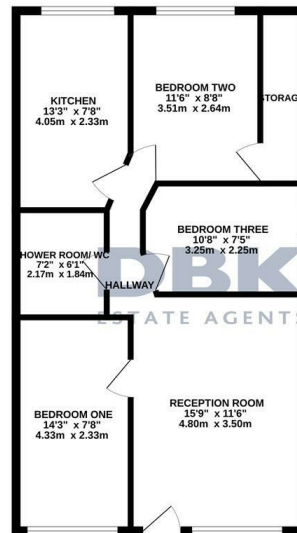 KITCHEN
13'3" x 7'8"
4.05m x 2.33m
BEDROOM TWO
11'6" x 8'8"
3.51m x 2.64m
STORAG
SHOWER ROOM/ WC
7'2" x 6'1"
2.17m x 1.84m
BEDROOM THREE
10'8" x 7'5"
3.25m x 2.25m
HALLWAY
DBK
ESTATE AGENTS
BEDROOM ONE
14'3" x 7'8"
4.33m x 2.33m
RECEPTION ROOM
15'9" x 11'6"
4.80m x 3.50m